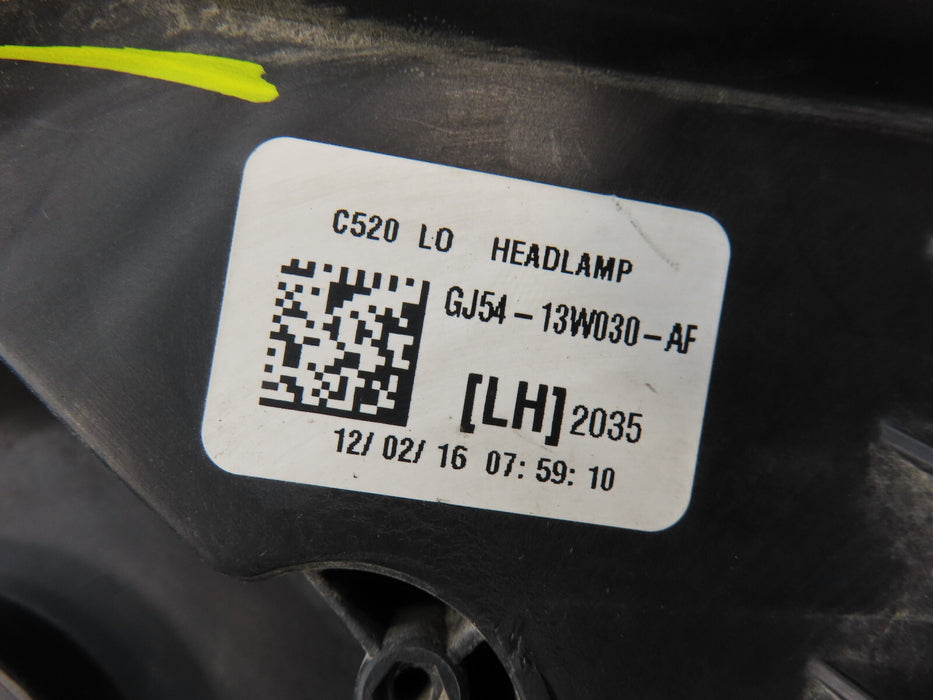 C520 LO HEADLAMP
GJ54-13W030-AF
[LH] 2035
12/ 02/ 16 07: 59: 10